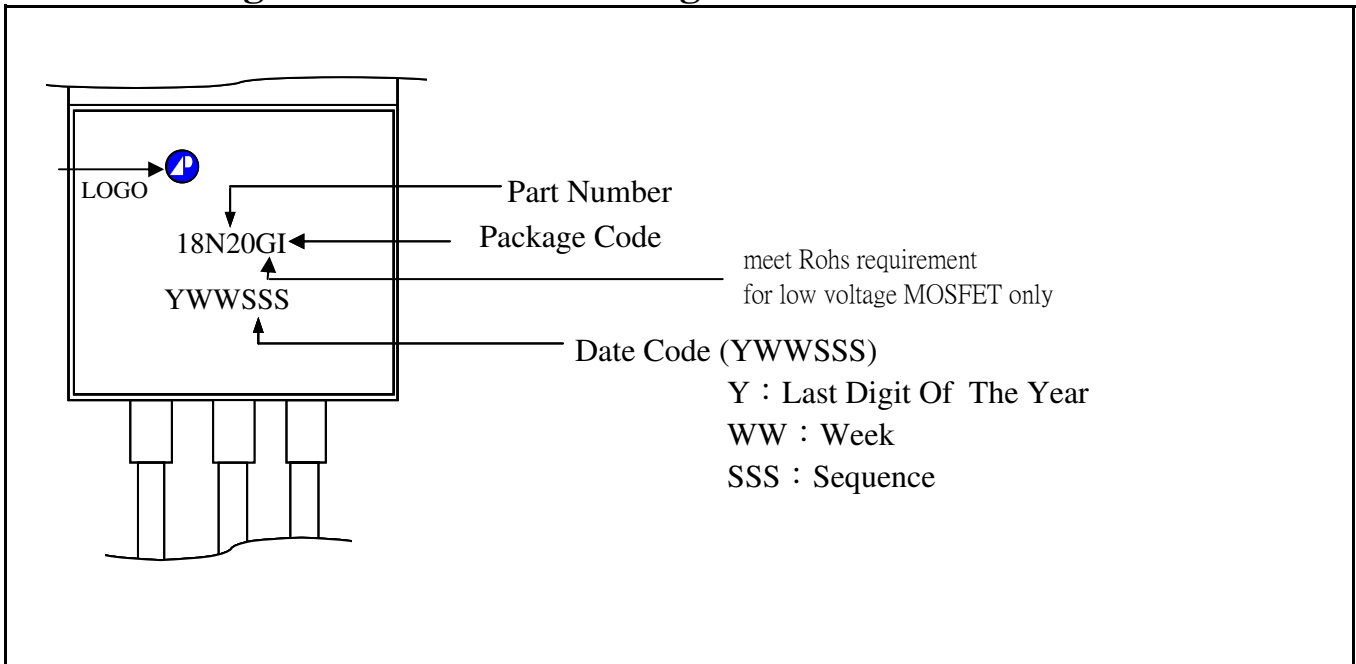 LOGO
Part Number
18N20GI
Package Code
meet Rohs requirement
for low voltage MOSFET only
YWWSSS
Date Code (YWWSSS)
Y：Last Digit Of The Year
WW：Week
SSS：Sequence